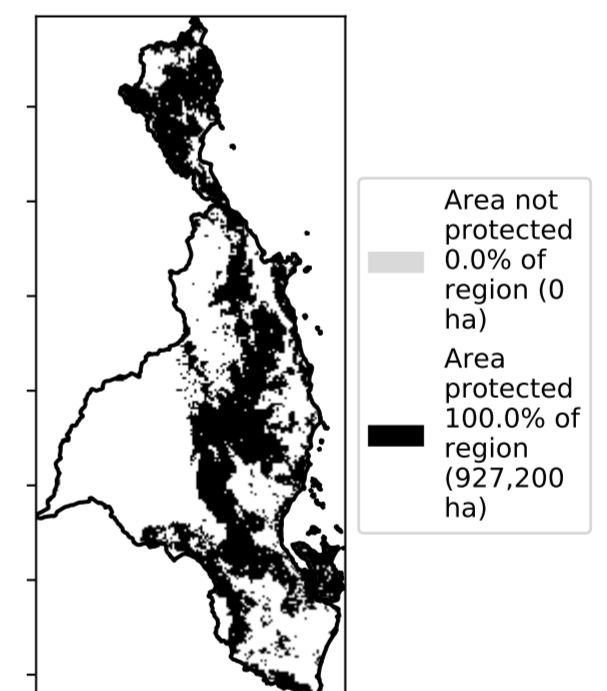 Area not
protected
0.0% of
region (0
ha)
Area
protected
100.0% of
region
(927,200
ha)